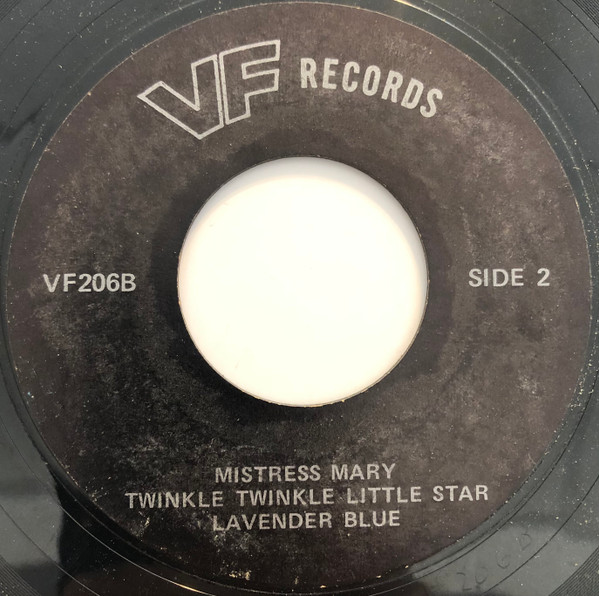 VF RECORDS
VF206B
SIDE 2
MISTRESS MARY
TWINKLE TWINKLE LITTLE STAR
LAVENDER BLUE